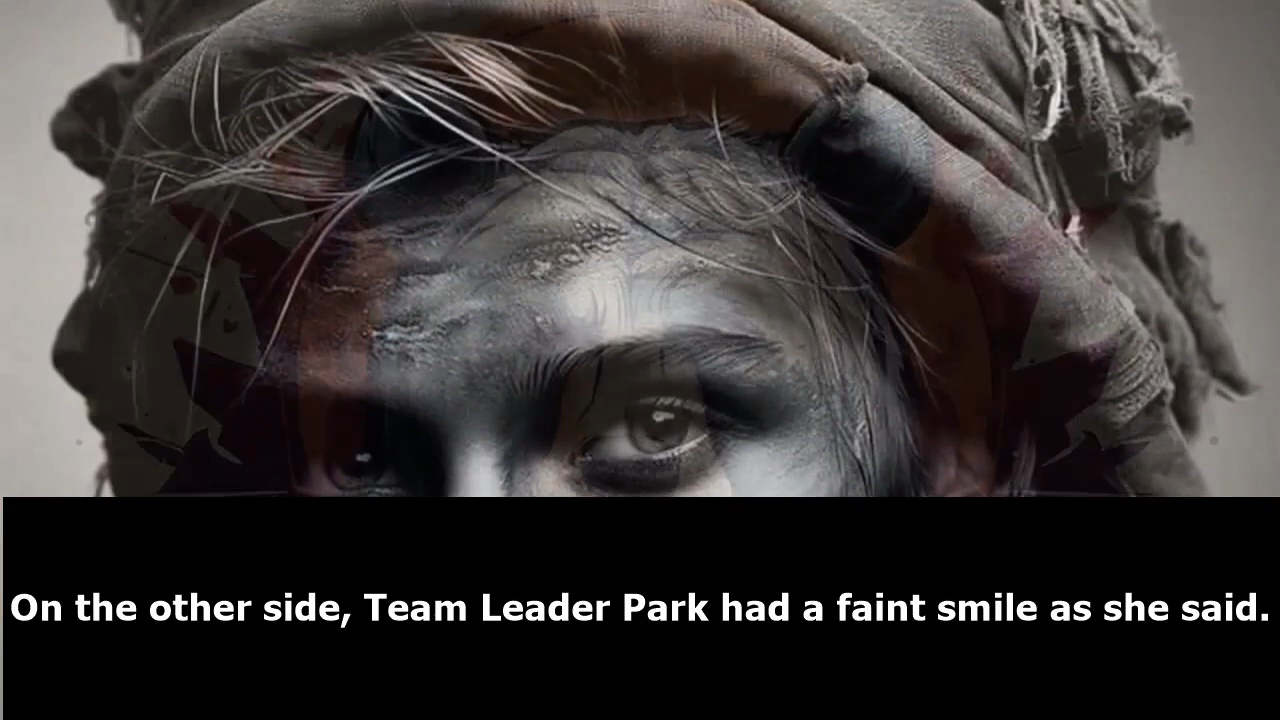 On the other side, Team Leader Park had a faint smile as she said.